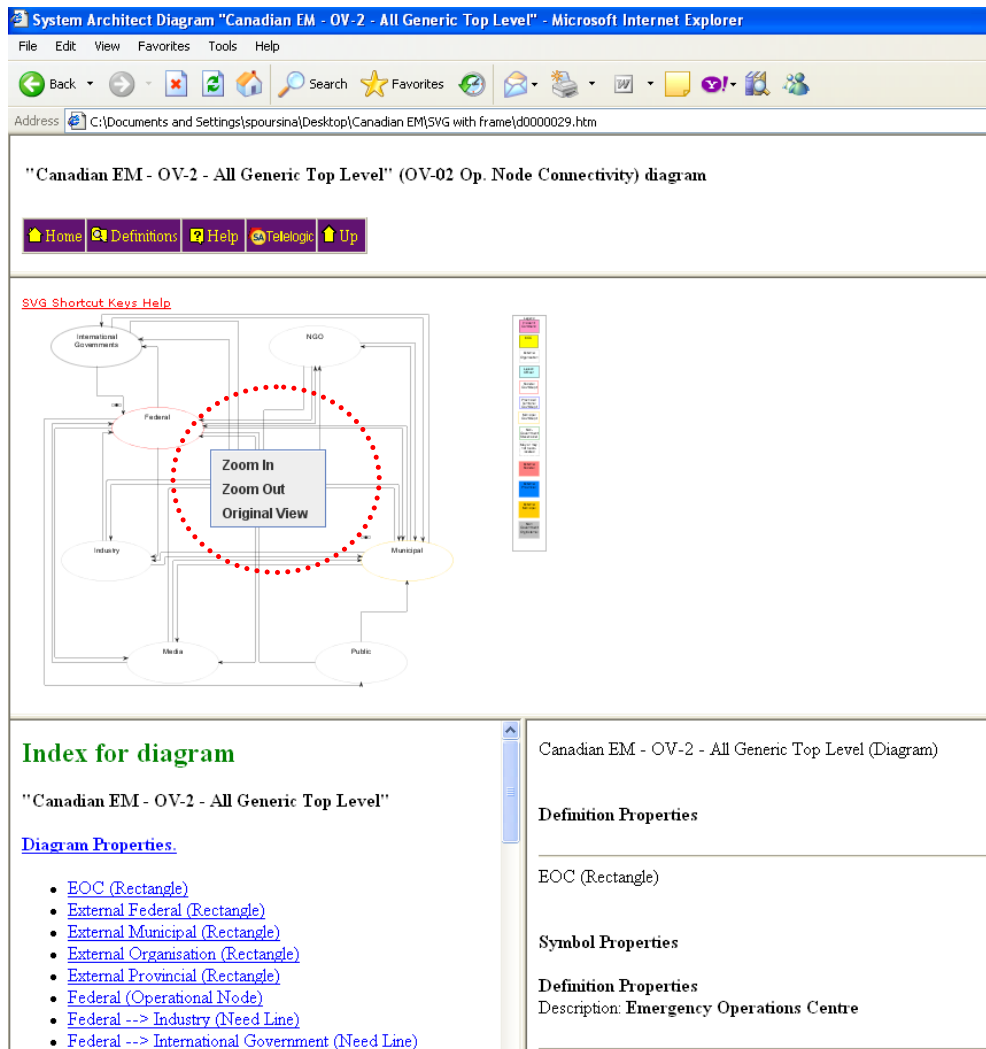 System Architect Diagram "Canadian EM - OV-2 - All Generic Top Level" - Microsoft Internet Explorer
File Edit View Favorites Tools Help
Back Search Favorites
Address C:\Documents and Settings\spoursina\Desktop\Canadian EM\SVG with frame\d0000029.htm
"Canadian EM - OV-2 - All Generic Top Level" (OV-02 Op. Node Connectivity) diagram
Home Definitions Help Telelogic Up
SVG Shortcut Keys Help
International
Governments
NGO
Federal
Zoom In
Zoom Out
Original View
Industry
Municipal
Media
Public
Index for diagram
"Canadian EM - OV-2 - All Generic Top Level"
Diagram Properties.
EOC (Rectangle)
External Federal (Rectangle)
External Municipal (Rectangle)
External Organisation (Rectangle)
External Provincial (Rectangle)
Federal (Operational Node)
Federal --> Industry (Need Line)
Federal --> International Government (Need Line)
Canadian EM - OV-2 - All Generic Top Level (Diagram)
Definition Properties
EOC (Rectangle)
Symbol Properties
Definition Properties
Description: Emergency Operations Centre